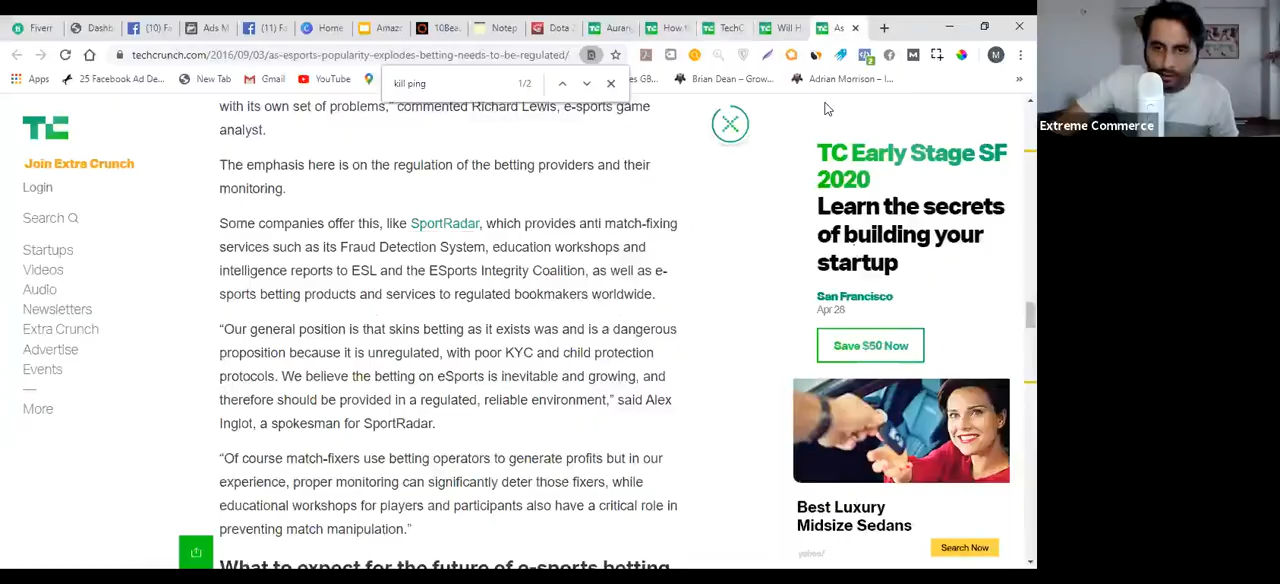 Fiverr
Dashb
(10) Fa
Ads M
(11) Fa
Home
Amaz
10Bea
Notep
Dota
Auran
How t
TechC
Will H
As
techcrunch.com/2016/09/03/as-esports-popularity-explodes-betting-needs-to-be-regulated/
Apps
25 Facebook Ad De...
New Tab
Gmail
YouTube
kill ping
1/2
es GB...
Brian Dean – Grow...
Adrian Morrison – I...
»
Extreme Commerce
TC
Join Extra Crunch
Login
Search
Startups
Videos
Audio
Newsletters
Extra Crunch
Advertise
Events
—
More
with its own set of problems,” commented Richard Lewis, e-sports game
analyst.
The emphasis here is on the regulation of the betting providers and their
monitoring.
Some companies offer this, like SportRadar, which provides anti match-fixing
services such as its Fraud Detection System, education workshops and
intelligence reports to ESL and the ESports Integrity Coalition, as well as e-
sports betting products and services to regulated bookmakers worldwide.
“Our general position is that skins betting as it exists was and is a dangerous
proposition because it is unregulated, with poor KYC and child protection
protocols. We believe the betting on eSports is inevitable and growing, and
therefore should be provided in a regulated, reliable environment,” said Alex
Inglot, a spokesman for SportRadar.
“Of course match-fixers use betting operators to generate profits but in our
experience, proper monitoring can significantly deter those fixers, while
educational workshops for players and participants also have a critical role in
preventing match manipulation.”
What to expect for the future of e-sports betting
TC Early Stage SF
2020
Learn the secrets
of building your
startup
San Francisco
Apr 28
Save $50 Now
Best Luxury
Midsize Sedans
yahoo/
Search Now